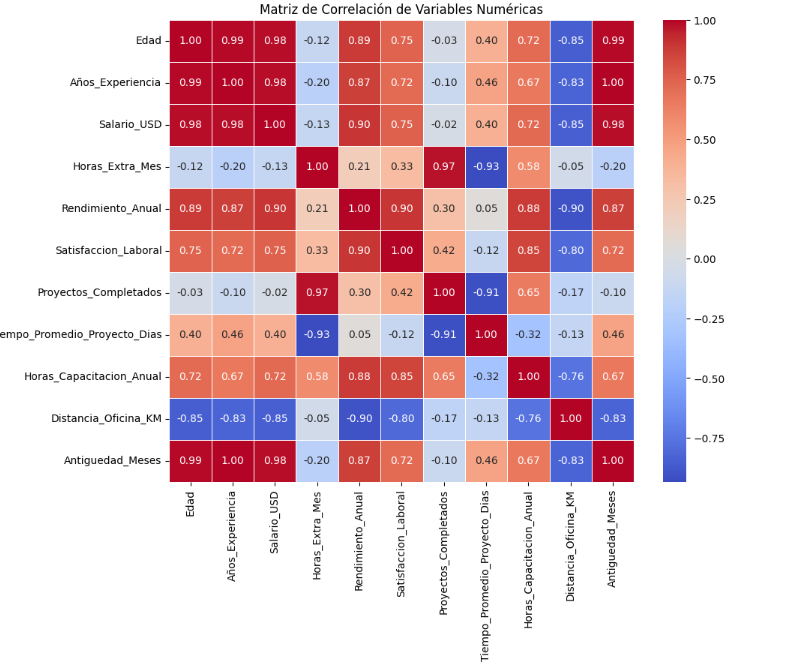 Matriz de Correlación de Variables Numéricas
Edad 1.00 0.99 0.98 -0.12 0.89 0.75 -0.03 0.40 0.72 -0.85 0.99
Años_Experiencia 0.99 1.00 0.98 -0.20 0.87 0.72 -0.10 0.46 0.67 -0.83 1.00
Salario_USD 0.98 0.98 1.00 -0.13 0.90 0.75 -0.02 0.40 0.72 -0.85 0.98
Horas_Extra_Mes -0.12 -0.20 -0.13 1.00 0.21 0.33 0.97 -0.93 0.58 -0.05 -0.20
Rendimiento_Anual 0.89 0.87 0.90 0.21 1.00 0.90 0.30 0.05 0.88 -0.90 0.87
Satisfaccion_Laboral 0.75 0.72 0.75 0.33 0.90 1.00 0.42 -0.12 0.85 -0.80 0.72
Proyectos_Completados -0.03 -0.10 -0.02 0.97 0.30 0.42 1.00 -0.91 0.65 -0.17 -0.10
empo_Promedio_Proyecto_Dias 0.40 0.46 0.40 -0.93 0.05 -0.12 -0.91 1.00 -0.32 -0.13 0.46
Horas_Capacitacion_Anual 0.72 0.67 0.72 0.58 0.88 0.85 0.65 -0.32 1.00 -0.76 0.67
Distancia_Oficina_KM -0.85 -0.83 -0.85 -0.05 -0.90 -0.80 -0.17 -0.13 -0.76 1.00 -0.83
Antiguedad_Meses 0.99 1.00 0.98 -0.20 0.87 0.72 -0.10 0.46 0.67 -0.83 1.00
Edad
Años_Experiencia
Salario_USD
Horas_Extra_Mes
Rendimiento_Anual
Satisfaccion_Laboral
Proyectos_Completados
Tiempo_Promedio_Proyecto_Dias
Horas_Capacitacion_Anual
Distancia_Oficina_KM
Antiguedad_Meses
1.00
0.75
0.50
0.25
0.00
−0.25
−0.50
−0.75